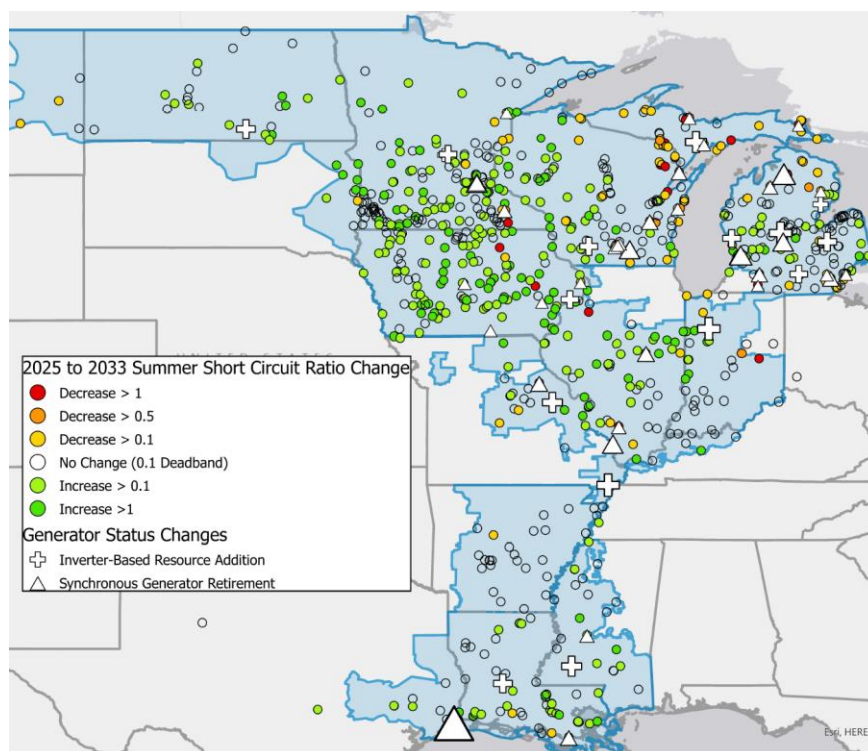 UNITED STATES
2025 to 2033 Summer Short Circuit Ratio Change
Decrease > 1
Decrease > 0.5
Decrease > 0.1
No Change (0.1 Deadband)
Increase > 0.1
Increase >1
Generator Status Changes
Inverter-Based Resource Addition
Synchronous Generator Retirement
Esri, HERE